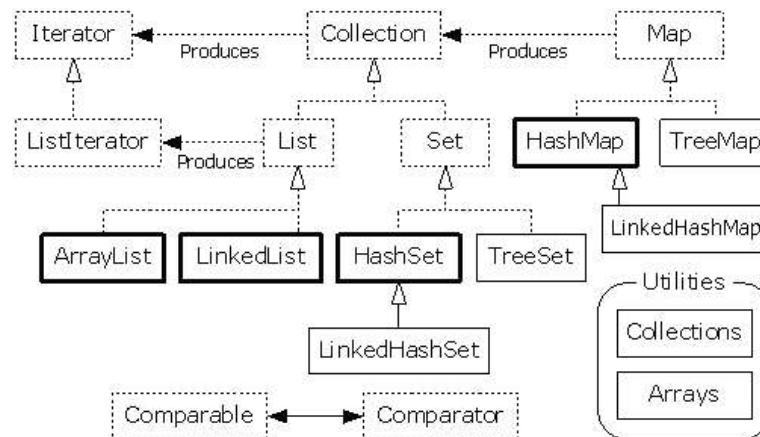 Iterator
Produces
Collection
Produces
Map
ListIterator
Produces
List
Set
HashMap
TreeMap
LinkedHashMap
ArrayList
LinkedList
HashSet
TreeSet
Utilities
Collections
LinkedHashSet
Arrays
Comparable
Comparator